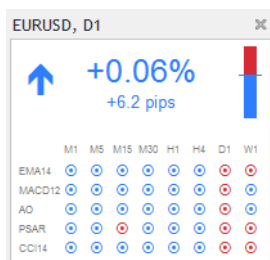 EURUSD, D1
+0.06%
+6.2 pips
M1 M5 M15 M30 H1 H4 D1 W1
EMA14
MACD12
AO
PSAR
CCI14